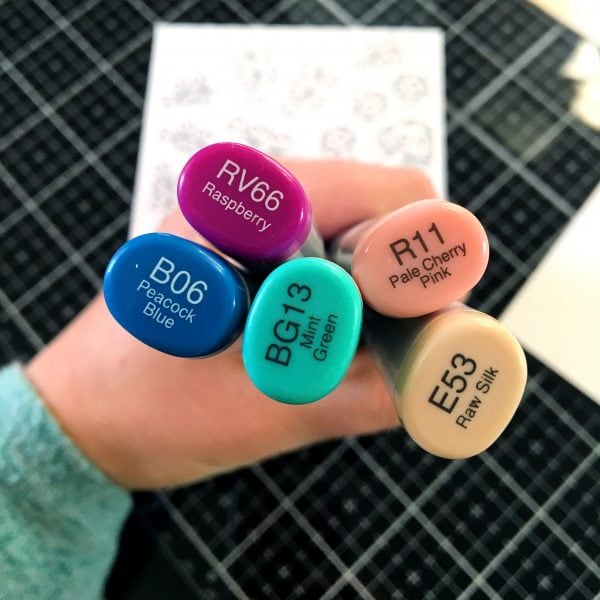 RV66
Raspberry
R11
Pale Cherry
Pink
B06
Peacock
Blue
BG13
Mint
Green
E53
Raw Silk